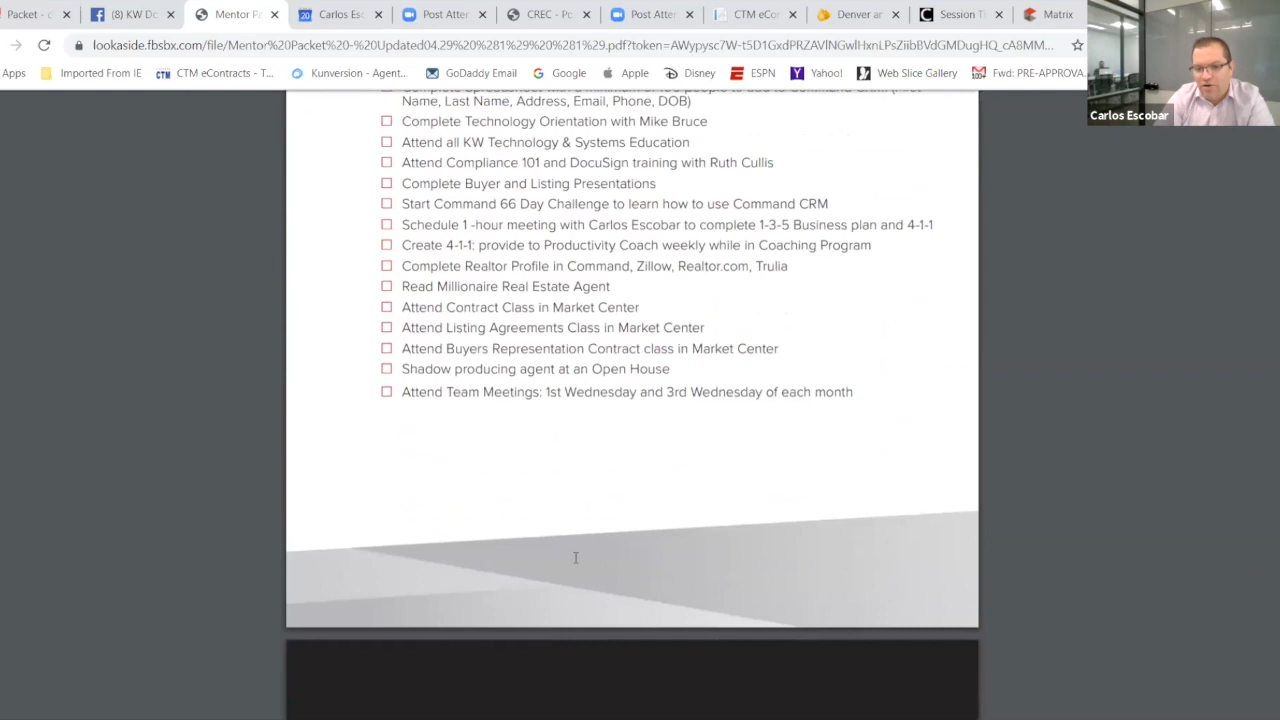 Packet - c
(8) KW Do
Mentor Pa
20 Carlos Es
Post Atter
CREC - Po
Post Atter
CTM eCor
Denver ar
Session Ti
Matrix
lookaside.fbsbx.com/file/Mentor%20Packet%20-%20Updated04.29%20%281%29%20%281%29.pdf?token=
Apps
Imported From IE
CTM eContracts - T...
Kunversion - Agent...
GoDaddy Email
Google
Apple
Disney
ESPN
Yahoo!
Web Slice Gallery
Fwd: PRE-APPROVA
Carlos Escobar
Name, Last Name, Address, Email, Phone, DOB)
Complete Technology Orientation with Mike Bruce
Attend all KW Technology & Systems Education
Attend Compliance 101 and DocuSign training with Ruth Cullis
Complete Buyer and Listing Presentations
Start Command 66 Day Challenge to learn how to use Command CRM
Schedule 1 -hour meeting with Carlos Escobar to complete 1-3-5 Business plan and 4-1-1
Create 4-1-1: provide to Productivity Coach weekly while in Coaching Program
Complete Realtor Profile in Command, Zillow, Realtor.com, Trulia
Read Millionaire Real Estate Agent
Attend Contract Class in Market Center
Attend Listing Agreements Class in Market Center
Attend Buyers Representation Contract class in Market Center
Shadow producing agent at an Open House
Attend Team Meetings: 1st Wednesday and 3rd Wednesday of each month